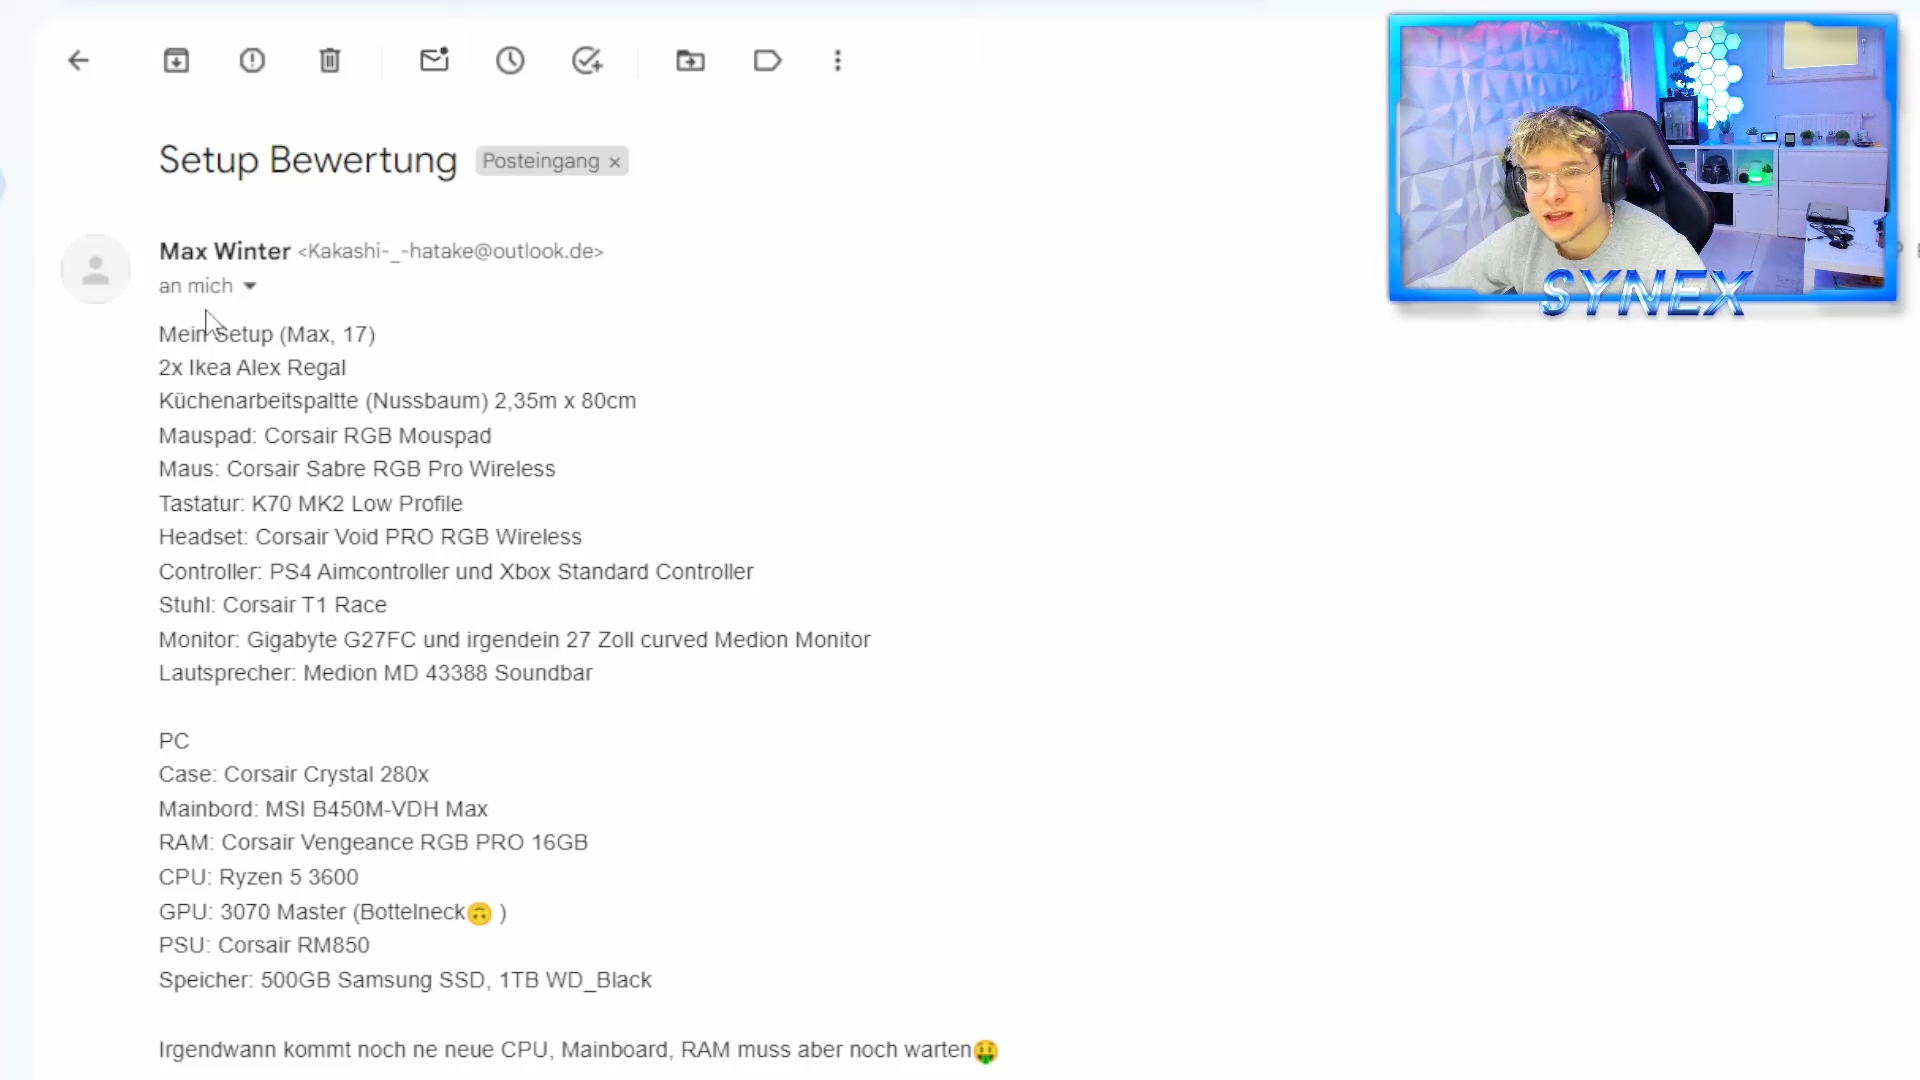 Setup Bewertung Posteingang ×
SYNEX
Max Winter <Kakashi-_-hatake@outlook.de>
an mich
Mein Setup (Max, 17)
2x Ikea Alex Regal
Küchenarbeitspaltte (Nussbaum) 2,35m x 80cm
Mauspad: Corsair RGB Mouspad
Maus: Corsair Sabre RGB Pro Wireless
Tastatur: K70 MK2 Low Profile
Headset: Corsair Void PRO RGB Wireless
Controller: PS4 Aimcontroller und Xbox Standard Controller
Stuhl: Corsair T1 Race
Monitor: Gigabyte G27FC und irgendein 27 Zoll curved Medion Monitor
Lautsprecher: Medion MD 43388 Soundbar
PC
Case: Corsair Crystal 280x
Mainbord: MSI B450M-VDH Max
RAM: Corsair Vengeance RGB PRO 16GB
CPU: Ryzen 5 3600
GPU: 3070 Master (Bottelneck🙃 )
PSU: Corsair RM850
Speicher: 500GB Samsung SSD, 1TB WD_Black
Irgendwann kommt noch ne neue CPU, Mainboard, RAM muss aber noch warten🤑